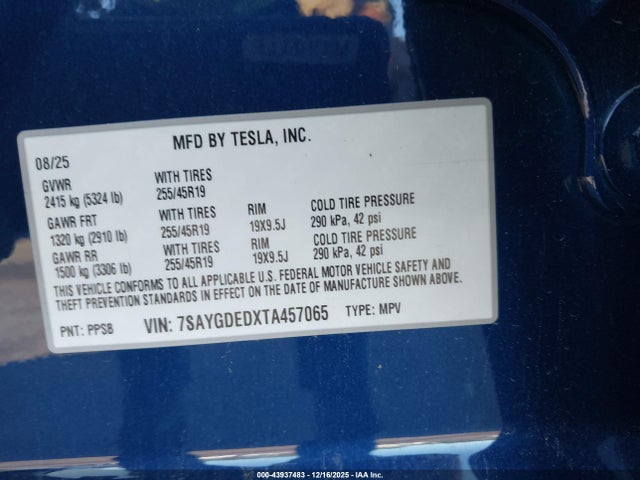 MFD BY TESLA, INC.
08/25
GVWR WITH TIRES
2415 kg (5324 lb) 255/45R19
GAWR FRT WITH TIRES RIM COLD TIRE PRESSURE
1320 kg (2910 lb) 255/45R19 19X9.5J 290 kPa, 42 psi
GAWR RR WITH TIRES RIM COLD TIRE PRESSURE
1500 kg (3306 lb) 255/45R19 19X9.5J 290 kPa, 42 psi
THIS VEHICLE CONFORMS TO ALL APPLICABLE U.S. FEDERAL MOTOR VEHICLE SAFETY AND
THEFT PREVENTION STANDARDS IN EFFECT ON THE DATE OF MANUFACTURE SHOWN ABOVE.
PNT: PPSB VIN: 7SAYGDEDXTA457065 TYPE: MPV
000-43937483 - 12/16/2025 - IAA Inc.